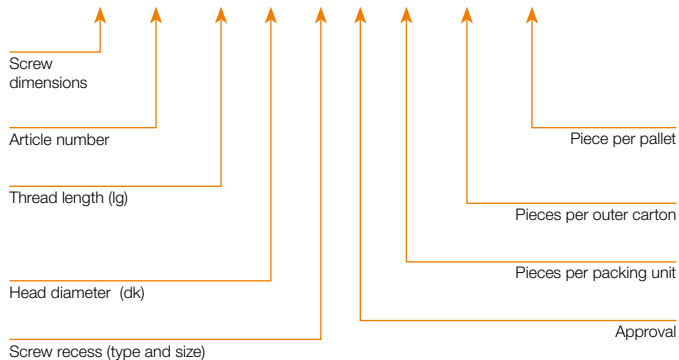 Screw
dimensions
Article number
Piece per pallet
Thread length (lg)
Pieces per outer carton
Pieces per packing unit
Head diameter (dk)
Approval
Screw recess (type and size)